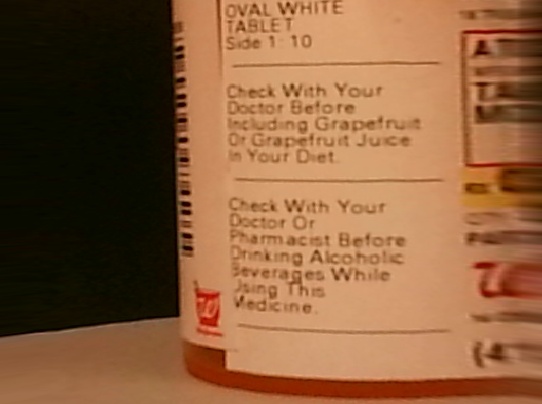 OVAL WHITE
TABLET
Side 1: 10
Check With Your
Doctor Before
Including Grapefruit
Or Grapefruit Juice
In Your Diet.
Check With Your
Doctor Or
Pharmacist Before
Drinking Alcoholic
Beverages While
Using This
Medicine.